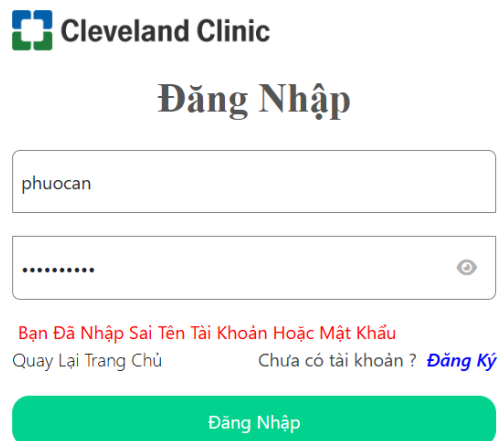 Cleveland Clinic
Đăng Nhập
phuocan
••••••••••
Bạn Đã Nhập Sai Tên Tài Khoản Hoặc Mật Khẩu
Quay Lại Trang Chủ Chưa có tài khoản ? Đăng Ký
Đăng Nhập